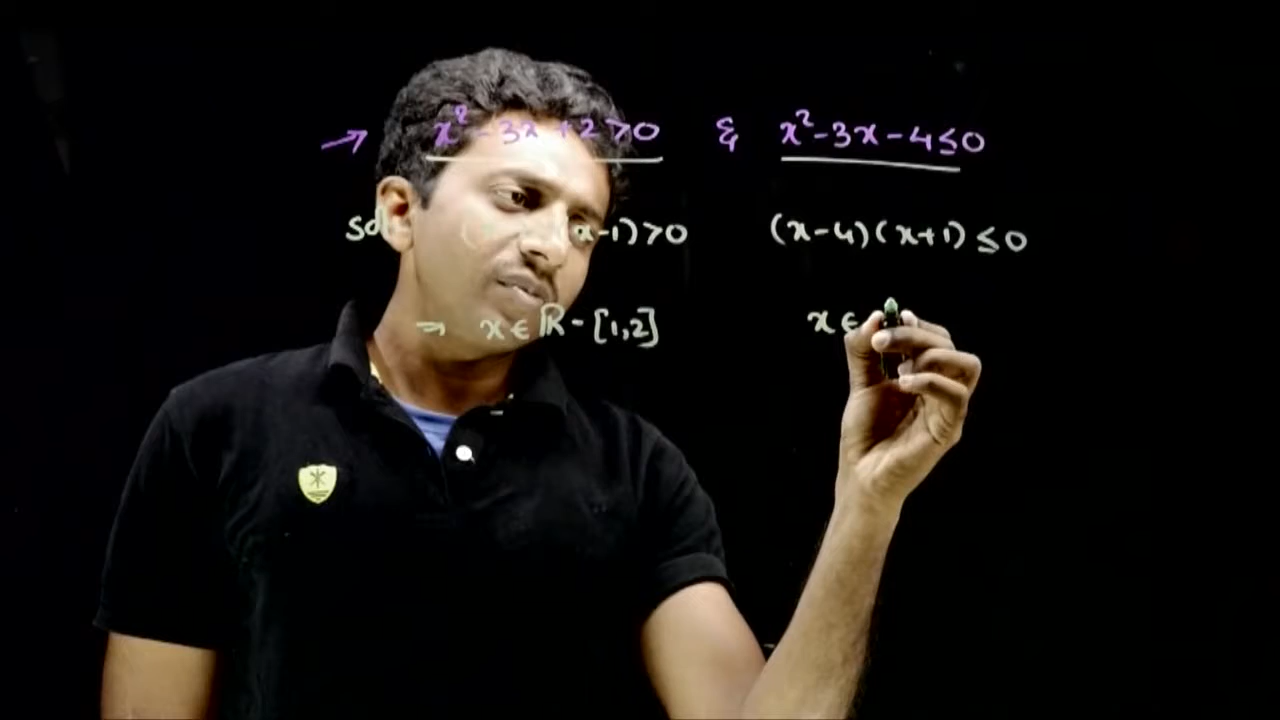 → x² - 3x + 2 > 0 & x² - 3x - 4 ≤ 0
x-1) > 0 (x-4)(x+1) ≤ 0
⇒ x ∈ ℝ - [1,2] x ∈